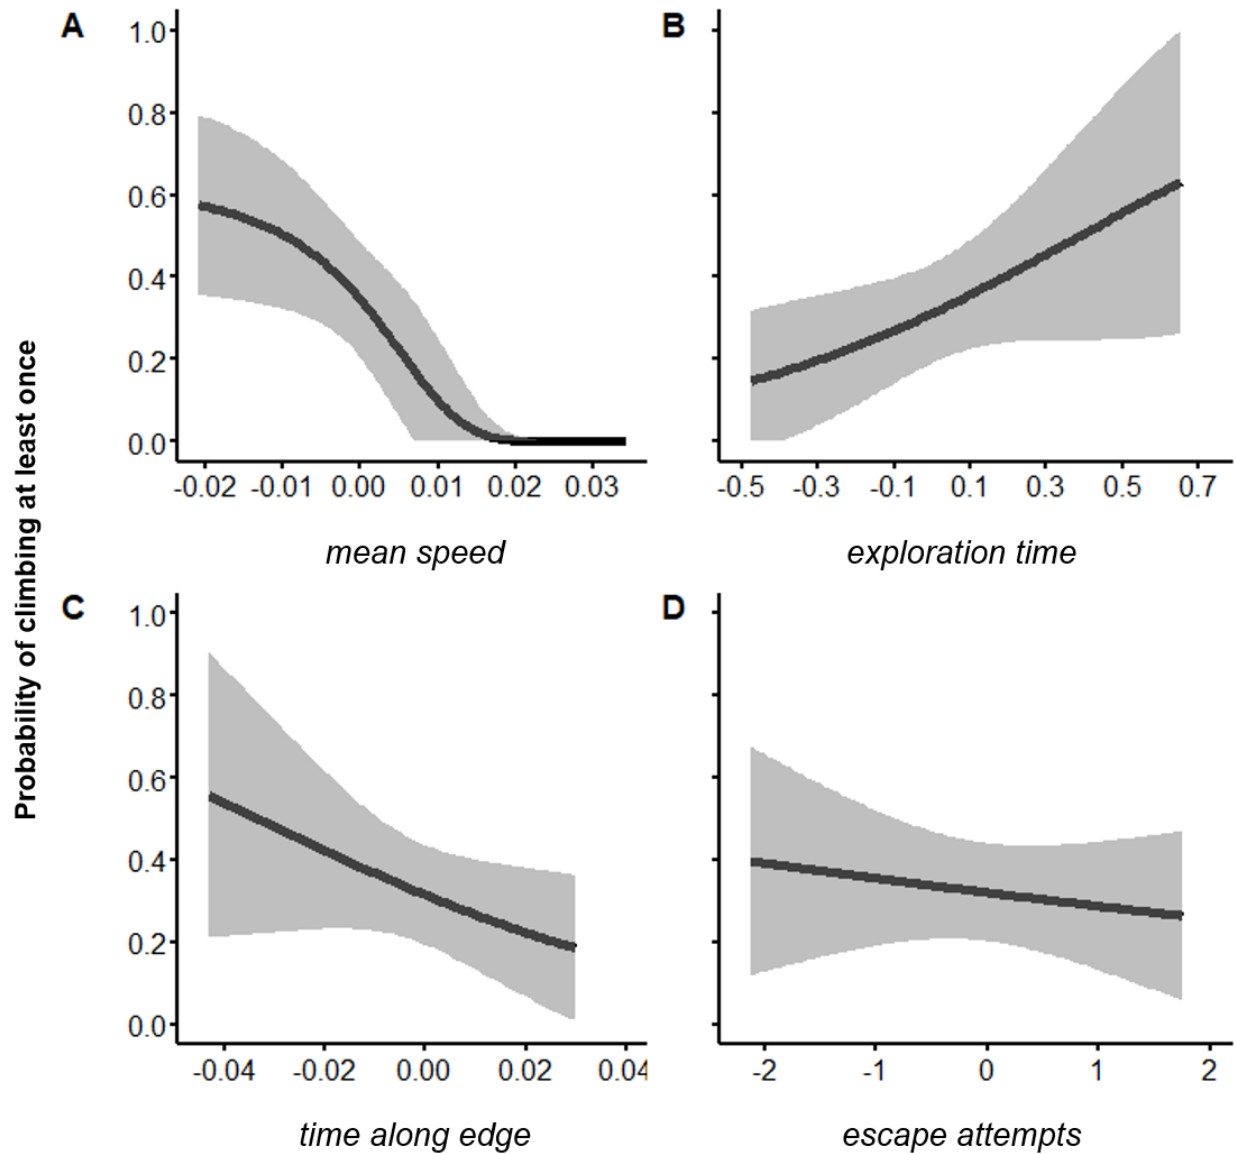 A
B
1.0
0.8
0.6
0.4
0.2
0.0
-0.02 -0.01 0.00 0.01 0.02 0.03
-0.5 -0.3 -0.1 0.1 0.3 0.5 0.7
mean speed
exploration time
Probability of climbing at least once
C
D
1.0
0.8
0.6
0.4
0.2
0.0
-0.04 -0.02 0.00 0.02 0.04
-2 -1 0 1 2
time along edge
escape attempts